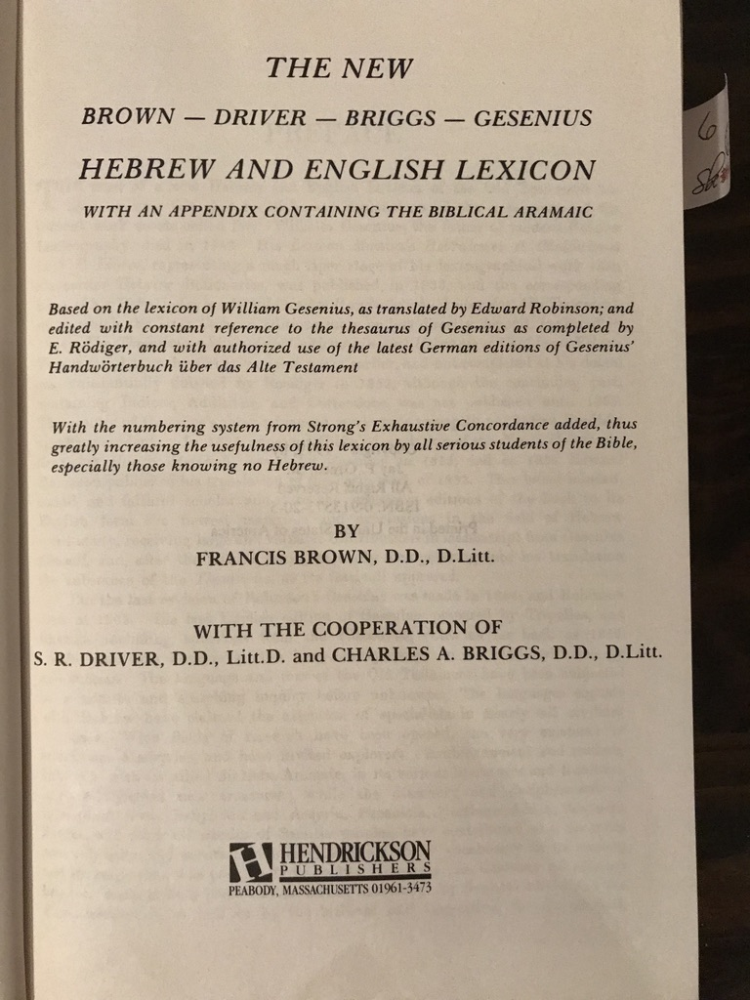 THE NEW
BROWN — DRIVER — BRIGGS — GESENIUS
HEBREW AND ENGLISH LEXICON
WITH AN APPENDIX CONTAINING THE BIBLICAL ARAMAIC
Based on the lexicon of William Gesenius, as translated by Edward Robinson; and
edited with constant reference to the thesaurus of Gesenius as completed by
E. Rödiger, and with authorized use of the latest German editions of Gesenius'
Handwörterbuch über das Alte Testament
With the numbering system from Strong's Exhaustive Concordance added, thus
greatly increasing the usefulness of this lexicon by all serious students of the Bible,
especially those knowing no Hebrew.
BY
FRANCIS BROWN, D.D., D.Litt.
WITH THE COOPERATION OF
S. R. DRIVER, D.D., Litt.D. and CHARLES A. BRIGGS, D.D., D.Litt.
H HENDRICKSON
PUBLISHERS
PEABODY, MASSACHUSETTS 01961-3473
6